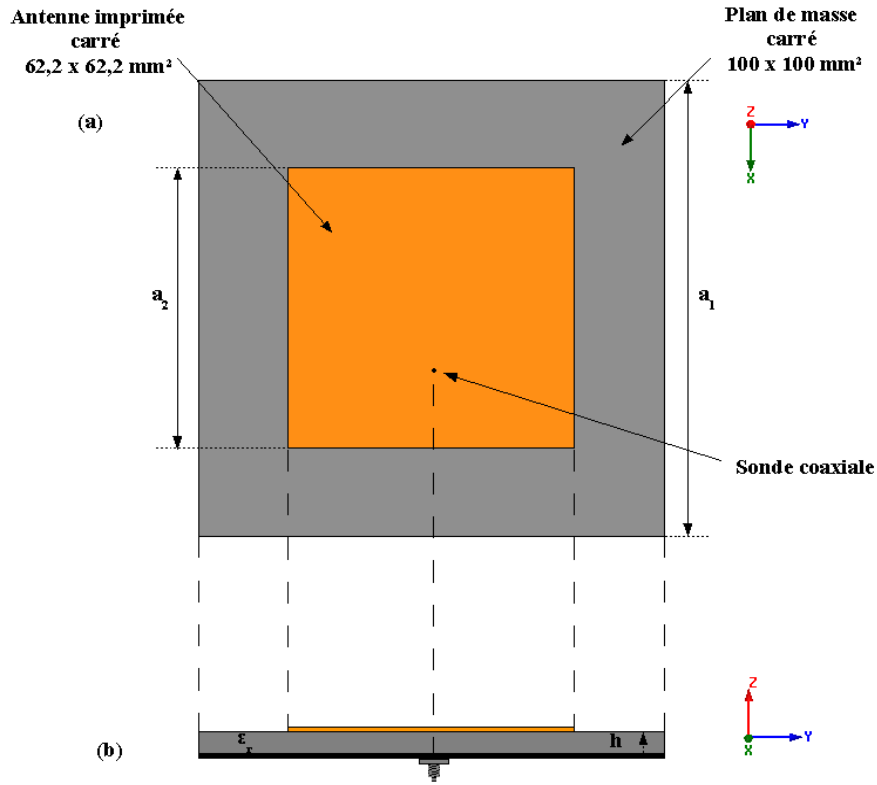 Antenne imprimée
carré
62,2 x 62,2 mm²
Plan de masse
carré
100 x 100 mm²
(a)
Z
Y
X
a₂
a₁
Sonde coaxiale
Z
Y
X
(b)
εᵣ
h